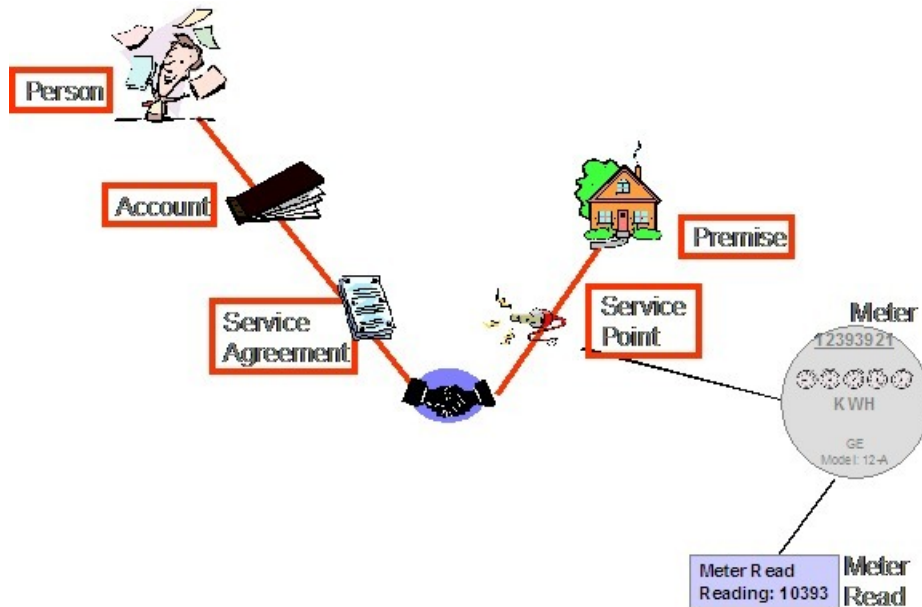 Person
Account
Service
Agreement
Premise
Service
Point
Meter
12393921
KWH
GE
Model: 12-A
Meter Read
Reading: 10393
Meter
Read